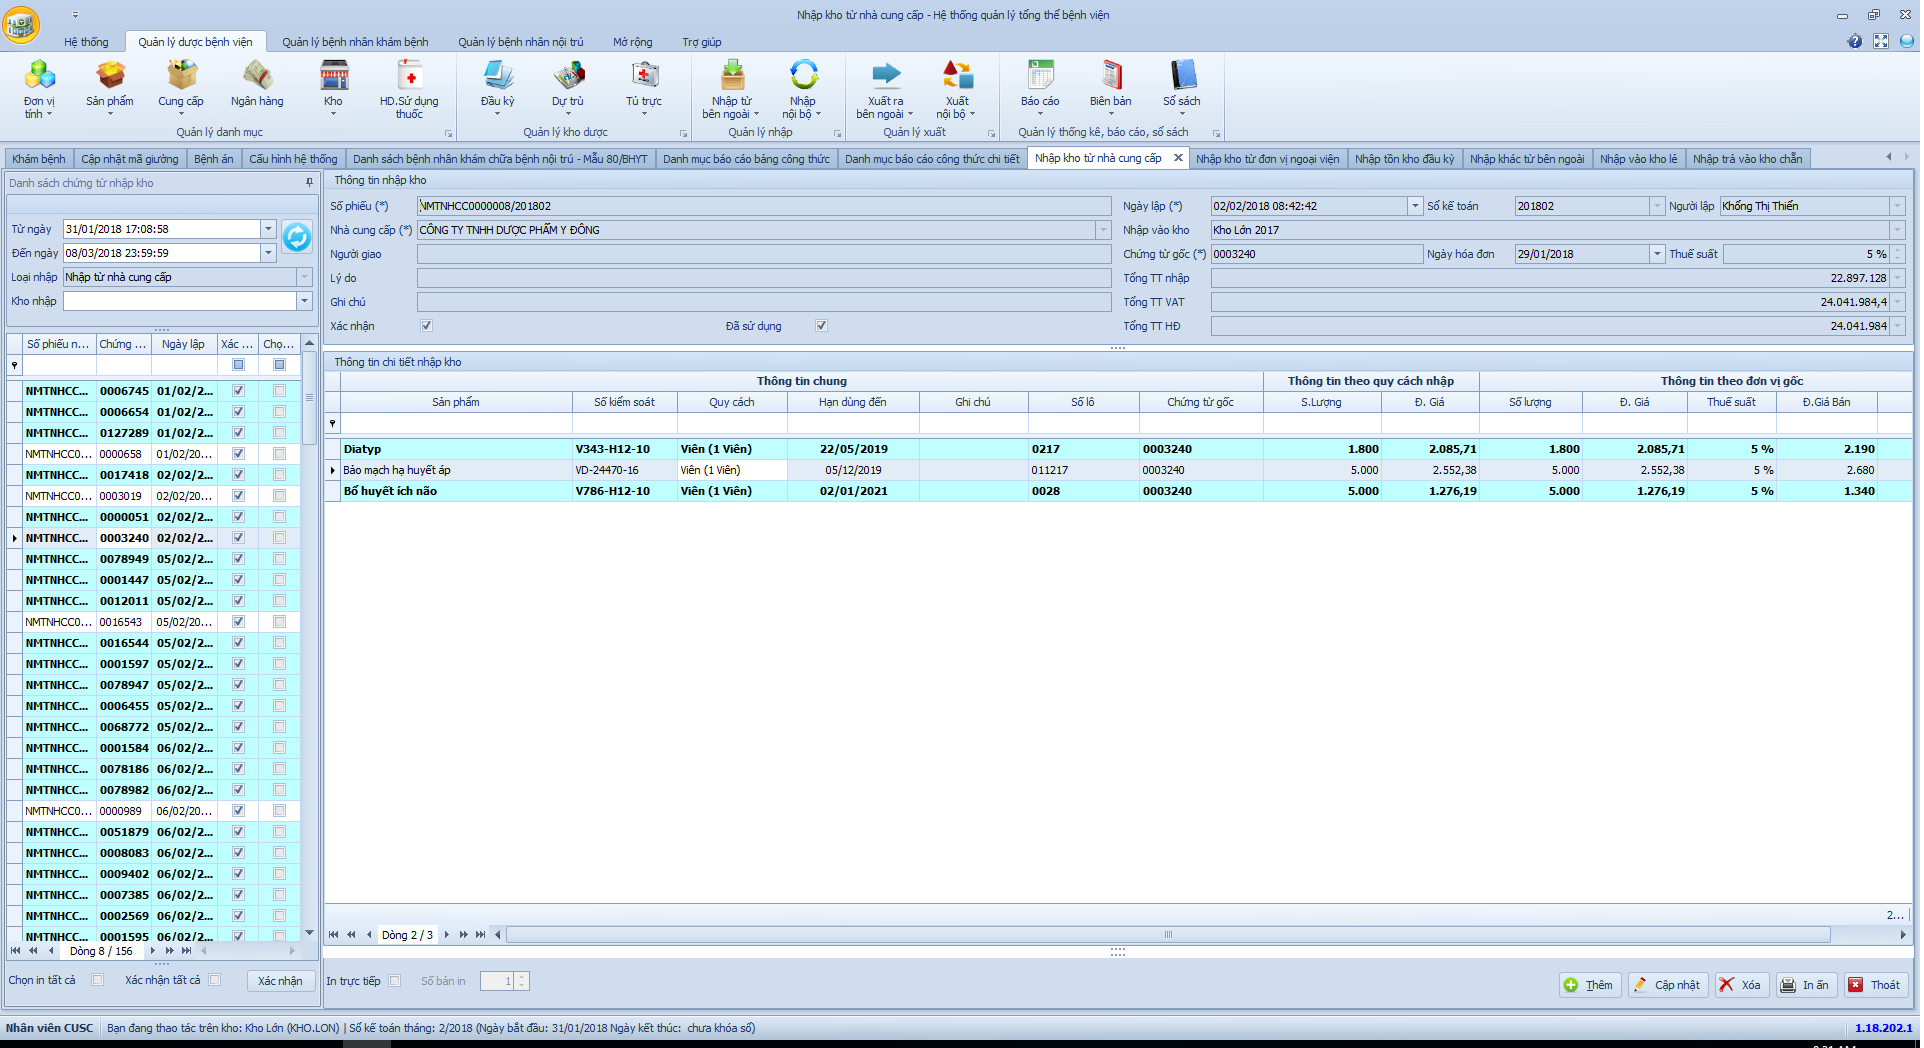 Nhập kho từ nhà cung cấp - Hệ thống quản lý tổng thể bệnh viện
Hệ thống Quản lý dược bệnh viện Quản lý bệnh nhân khám bệnh Quản lý bệnh nhân nội trú Mở rộng Trợ giúp
Đơn vị tính Sản phẩm Cung cấp Ngân hàng Kho HD.Sử dụng thuốc Đầu kỳ Dự trù Tủ trực Nhập từ bên ngoài Nhập nội bộ Xuất ra bên ngoài Xuất nội bộ Báo cáo Biên bản Sổ sách
Quản lý danh mục Quản lý kho dược Quản lý nhập Quản lý xuất Quản lý thống kê, báo cáo, sổ sách
Khám bệnh Cập nhật mã giường Bệnh án Cấu hình hệ thống Danh sách bệnh nhân khám chữa bệnh nội trú - Mẫu 80/BHYT Danh mục báo cáo bảng công thức Danh mục báo cáo công thức chi tiết Nhập kho từ nhà cung cấp Nhập kho từ đơn vị ngoại viện Nhập tồn kho đầu kỳ Nhập khác từ bên ngoài Nhập vào kho lẻ Nhập trả vào kho chẵn
Danh sách chứng từ nhập kho
Từ ngày 31/01/2018 17:08:58
Đến ngày 08/03/2018 23:59:59
Loại nhập Nhập từ nhà cung cấp
Kho nhập
Số phiếu n... Chứng ... Ngày lập Xác ... Chọ...
NMTNHCC... 0006745 01/02/2...
NMTNHCC... 0006654 01/02/2...
NMTNHCC... 0127289 01/02/2...
NMTNHCC0... 0000658 01/02/20...
NMTNHCC... 0017418 02/02/2...
NMTNHCC0... 0003019 02/02/20...
NMTNHCC... 0000051 02/02/2...
NMTNHCC... 0003240 02/02/2...
NMTNHCC... 0078949 05/02/2...
NMTNHCC... 0001447 05/02/2...
NMTNHCC... 0012011 05/02/2...
NMTNHCC0... 0016543 05/02/20...
NMTNHCC... 0016544 05/02/2...
NMTNHCC... 0001597 05/02/2...
NMTNHCC... 0078947 05/02/2...
NMTNHCC... 0006455 05/02/2...
NMTNHCC... 0068772 05/02/2...
NMTNHCC... 0001584 06/02/2...
NMTNHCC... 0078186 06/02/2...
NMTNHCC... 0078982 06/02/2...
NMTNHCC0... 0000989 06/02/20...
NMTNHCC... 0051879 06/02/2...
NMTNHCC... 0008083 06/02/2...
NMTNHCC... 0009402 06/02/2...
NMTNHCC... 0007385 06/02/2...
NMTNHCC... 0002569 06/02/2...
NMTNHCC... 0001595 06/02/2...
Dòng 8 / 156
Chọn in tất cả Xác nhận tất cả Xác nhận
Thông tin nhập kho
Số phiếu (*) NMTNHCC0000008/201802 Ngày lập (*) 02/02/2018 08:42:42 Số kế toán 201802 Người lập Khổng Thị Thiến
Nhà cung cấp (*) CÔNG TY TNHH DƯỢC PHẨM Y ĐÔNG Nhập vào kho Kho Lớn 2017
Người giao Chứng từ gốc (*) 0003240 Ngày hóa đơn 29/01/2018 Thuế suất 5 %
Lý do Tổng TT nhập 22.897.128
Ghi chú Tổng TT VAT 24.041.984,4
Xác nhận Đã sử dụng Tổng TT HĐ 24.041.984
Thông tin chi tiết nhập kho
Thông tin chung Thông tin theo quy cách nhập Thông tin theo đơn vị gốc
Sản phẩm Số kiểm soát Quy cách Hạn dùng đến Ghi chú Số lô Chứng từ gốc S.Lượng Đ. Giá Số lượng Đ. Giá Thuế suất Đ.Giá Bán
Diatyp V343-H12-10 Viên (1 Viên) 22/05/2019 0217 0003240 1.800 2.085,71 1.800 2.085,71 5 % 2.190
Bảo mạch hạ huyết áp VD-24470-16 Viên (1 Viên) 05/12/2019 011217 0003240 5.000 2.552,38 5.000 2.552,38 5 % 2.680
Bổ huyết ích não V786-H12-10 Viên (1 Viên) 02/01/2021 0028 0003240 5.000 1.276,19 5.000 1.276,19 5 % 1.340
2...
Dòng 2 / 3
In trực tiếp Số bản in 1 Thêm Cập nhật Xóa In ấn Thoát
Nhân viên CUSC Bạn đang thao tác trên kho: Kho Lớn (KHO.LON) | Số kế toán tháng: 2/2018 (Ngày bắt đầu: 31/01/2018 Ngày kết thúc: chưa khóa sổ) 1.18.202.1